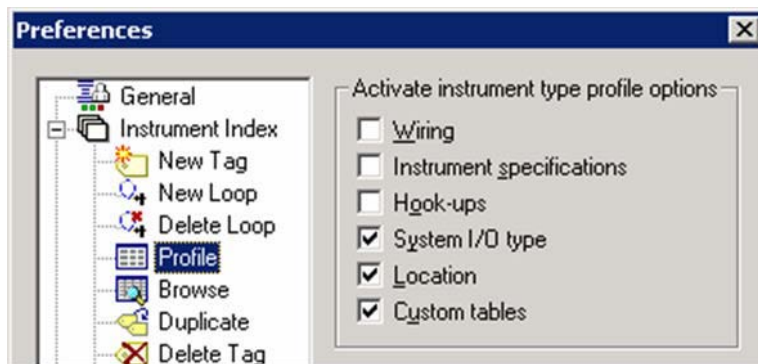 Preferences
General
Instrument Index
New Tag
New Loop
Delete Loop
Profile
Browse
Duplicate
Delete Tag
Activate instrument type profile options
Wiring
Instrument specifications
Hook-ups
System I/O type
Location
Custom tables